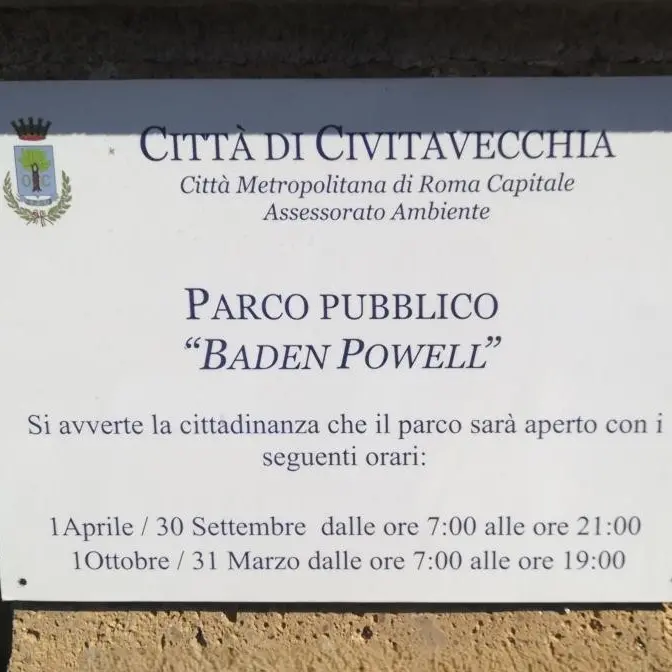 CITTÀ DI CIVITAVECCHIA
Città Metropolitana di Roma Capitale
Assessorato Ambiente
O C
PARCO PUBBLICO
“BADEN POWELL”
Si avverte la cittadinanza che il parco sarà aperto con i
seguenti orari:
1Aprile / 30 Settembre dalle ore 7:00 alle ore 21:00
1Ottobre / 31 Marzo dalle ore 7:00 alle ore 19:00